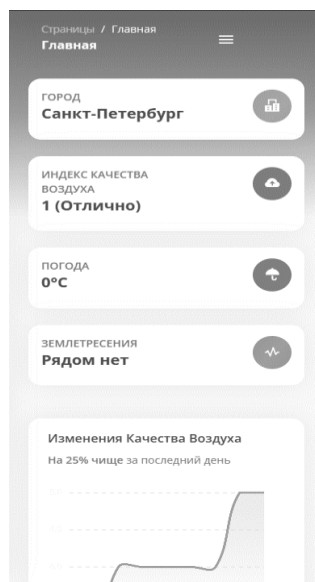 Страницы / Главная
Главная
ГОРОД
Санкт-Петербург
ИНДЕКС КАЧЕСТВА
ВОЗДУХА
1 (Отлично)
ПОГОДА
0°C
ЗЕМЛЕТРЕСЕНИЯ
Рядом нет
Изменения Качества Воздуха
На 25% чище за последний день